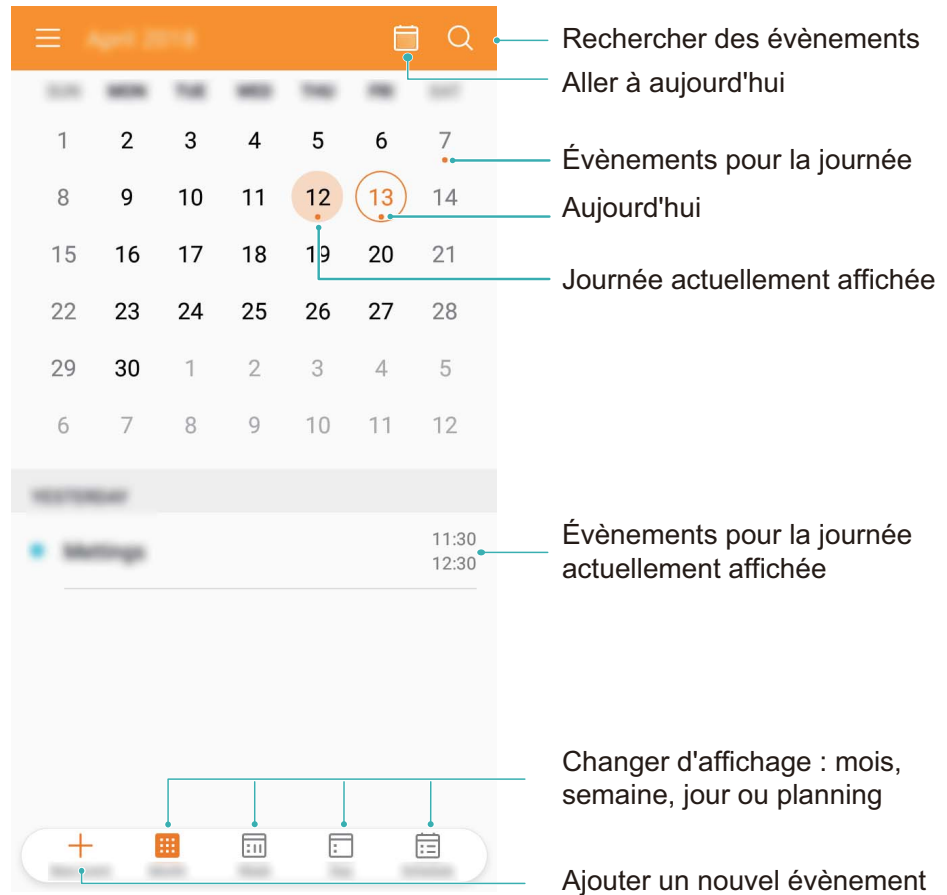 Rechercher des évènements
Aller à aujourd'hui
1 2 3 4 5 6 7
Évènements pour la journée
8 9 10 11 12 13 14
Aujourd'hui
15 16 17 18 19 20 21
Journée actuellement affichée
22 23 24 25 26 27 28
29 30 1 2 3 4 5
6 7 8 9 10 11 12
11:30
12:30
Évènements pour la journée
actuellement affichée
Changer d'affichage : mois,
semaine, jour ou planning
Ajouter un nouvel évènement